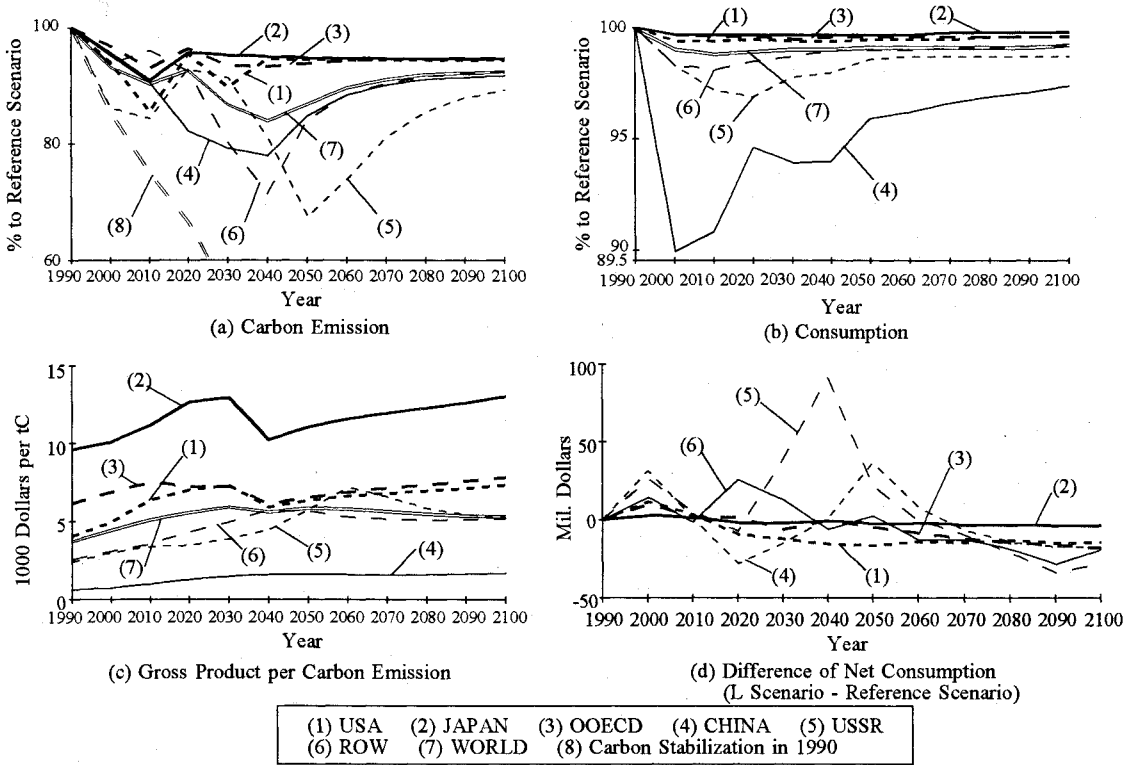 100
80
60
% to Reference Scenario
(2)
(3)
(1)
(7)
(4)
(8)
(6)
(5)
1990 2000 2010 2020 2030 2040 2050 2060 2070 2080 2090 2100
Year
(a) Carbon Emission
100
95
90
89.5
% to Reference Scenario
(1)
(3)
(2)
(6)
(7)
(5)
(4)
1990 2000 2010 2020 2030 2040 2050 2060 2070 2080 2090 2100
Year
(b) Consumption
15
10
5
0
1000 Dollars per tC
(2)
(1)
(3)
(7)
(6)
(5)
(4)
1990 2000 2010 2020 2030 2040 2050 2060 2070 2080 2090 2100
Year
(c) Gross Product per Carbon Emission
100
50
0
-50
Mil. Dollars
(5)
(6)
(3)
(2)
(4)
(1)
1990 2000 2010 2020 2030 2040 2050 2060 2070 2080 2090 2100
Year
(d) Difference of Net Consumption
(L Scenario - Reference Scenario)
(1) USA (2) JAPAN (3) OOECD (4) CHINA (5) USSR
(6) ROW (7) WORLD (8) Carbon Stabilization in 1990